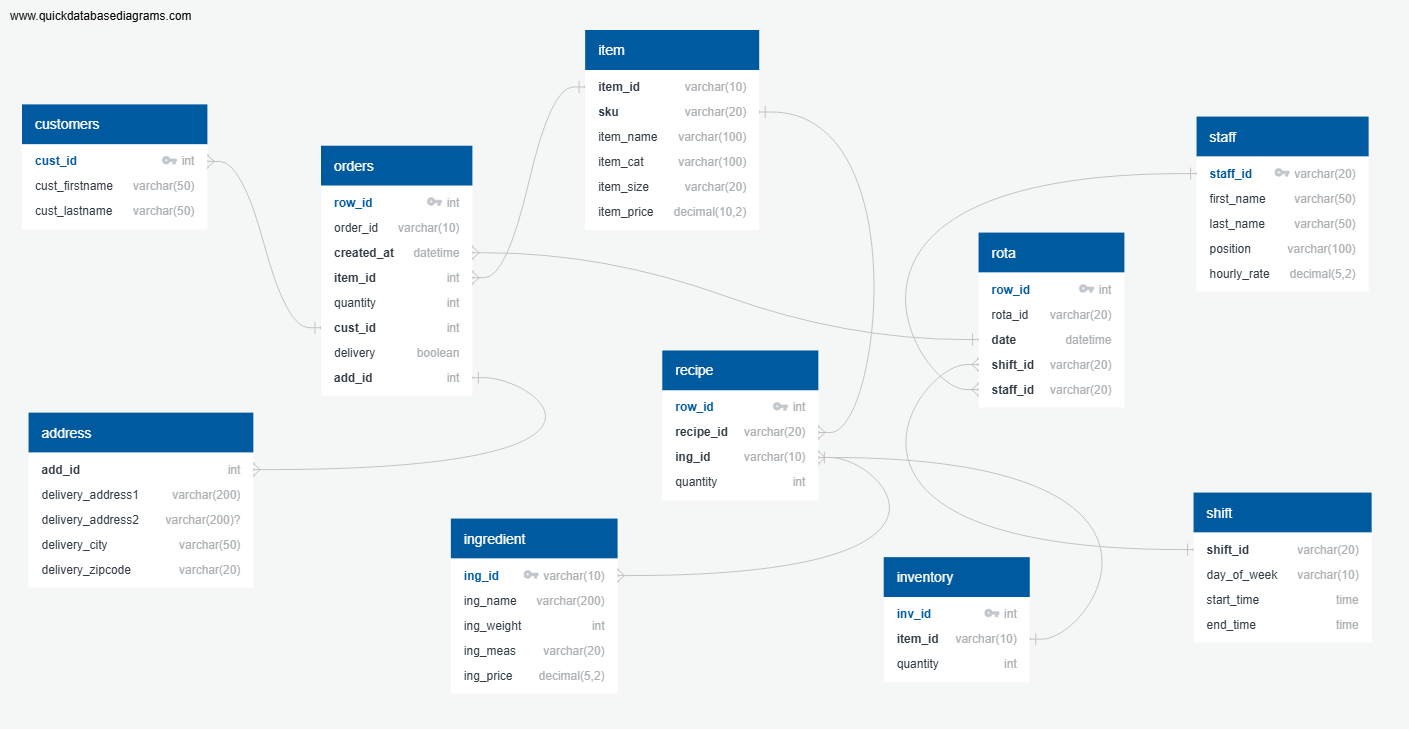 www.quickdatabasediagrams.com
customers
cust_id int
cust_firstname varchar(50)
cust_lastname varchar(50)
orders
row_id int
order_id varchar(10)
created_at datetime
item_id int
quantity int
cust_id int
delivery boolean
add_id int
item
item_id varchar(10)
sku varchar(20)
item_name varchar(100)
item_cat varchar(100)
item_size varchar(20)
item_price decimal(10,2)
staff
staff_id varchar(20)
first_name varchar(50)
last_name varchar(50)
position varchar(100)
hourly_rate decimal(5,2)
rota
row_id int
rota_id varchar(20)
date datetime
shift_id varchar(20)
staff_id varchar(20)
recipe
row_id int
recipe_id varchar(20)
ing_id varchar(10)
quantity int
address
add_id int
delivery_address1 varchar(200)
delivery_address2 varchar(200)?
delivery_city varchar(50)
delivery_zipcode varchar(20)
ingredient
ing_id varchar(10)
ing_name varchar(200)
ing_weight int
ing_meas varchar(20)
ing_price decimal(5,2)
inventory
inv_id int
item_id varchar(10)
quantity int
shift
shift_id varchar(20)
day_of_week varchar(10)
start_time time
end_time time